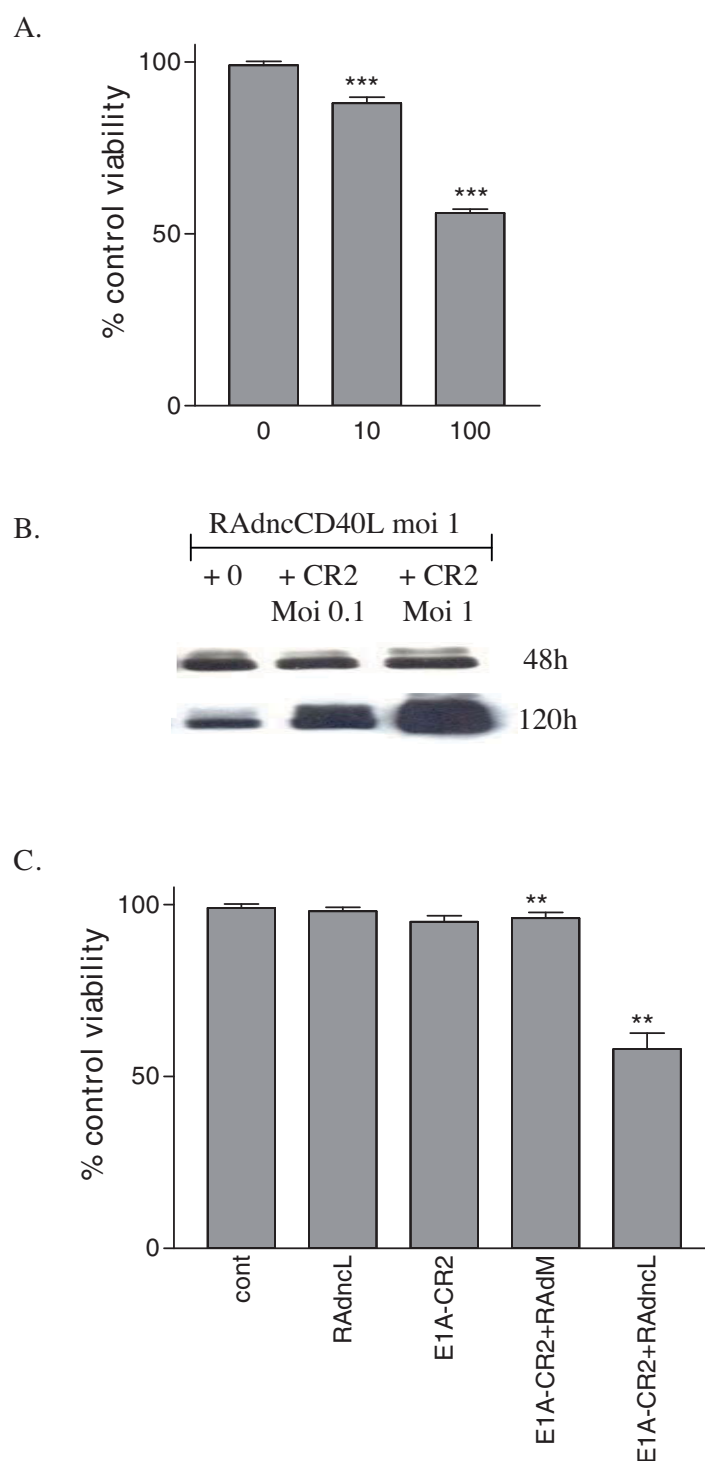 A.
% control viability
100
50
0
***
***
0 10 100
B.
RAdncCD40L moi 1
+ 0 + CR2 + CR2
Moi 0.1 Moi 1
48h
120h
C.
% control viability
100
50
0
**
**
cont
RAdncL
E1A-CR2
E1A-CR2+RAdM
E1A-CR2+RAdncL